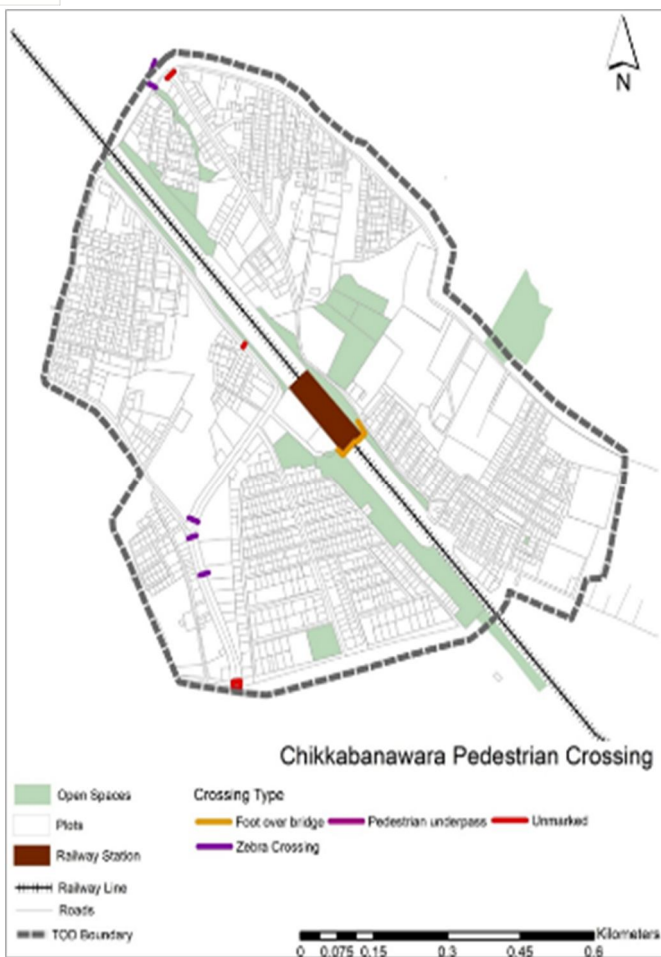 N
Chikkabanawara Pedestrian Crossing
Open Spaces
Plots
Railway Station
Railway Line
Roads
TOD Boundary
Crossing Type
Foot over bridge Pedestrian underpass Unmarked
Zebra Crossing
Kilometers
0 0.075 0.15 0.3 0.45 0.6